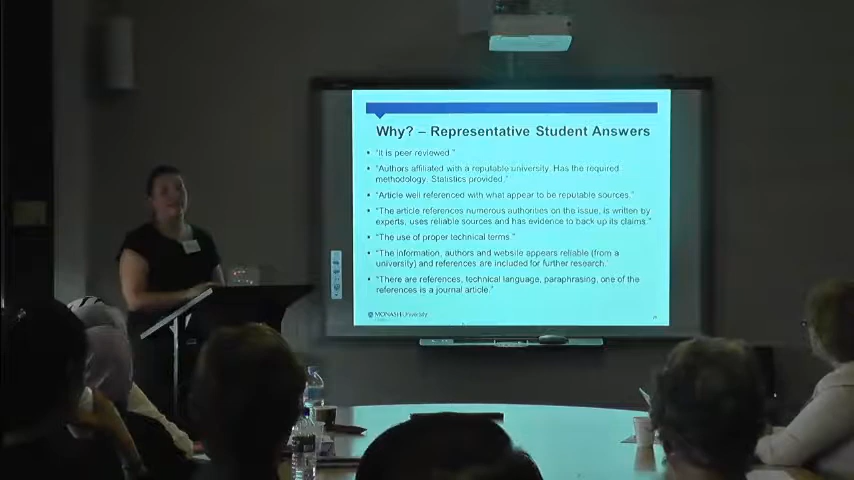 Why? – Representative Student Answers
• "It is peer reviewed "
• "Authors affiliated with a reputable university. Has the required
methodology. Statistics provided."
• "Article well referenced with what appear to be reputable sources."
• "The article references numerous authorities on the issue, is written by
experts, uses reliable sources and has evidence to back up its claims."
• "The use of proper technical terms."
• "The information, authors and website appears reliable (from a
university) and references are included for further research.'
• "There are references, technical language, paraphrasing, one of the
references is a journal article."
MONASH University